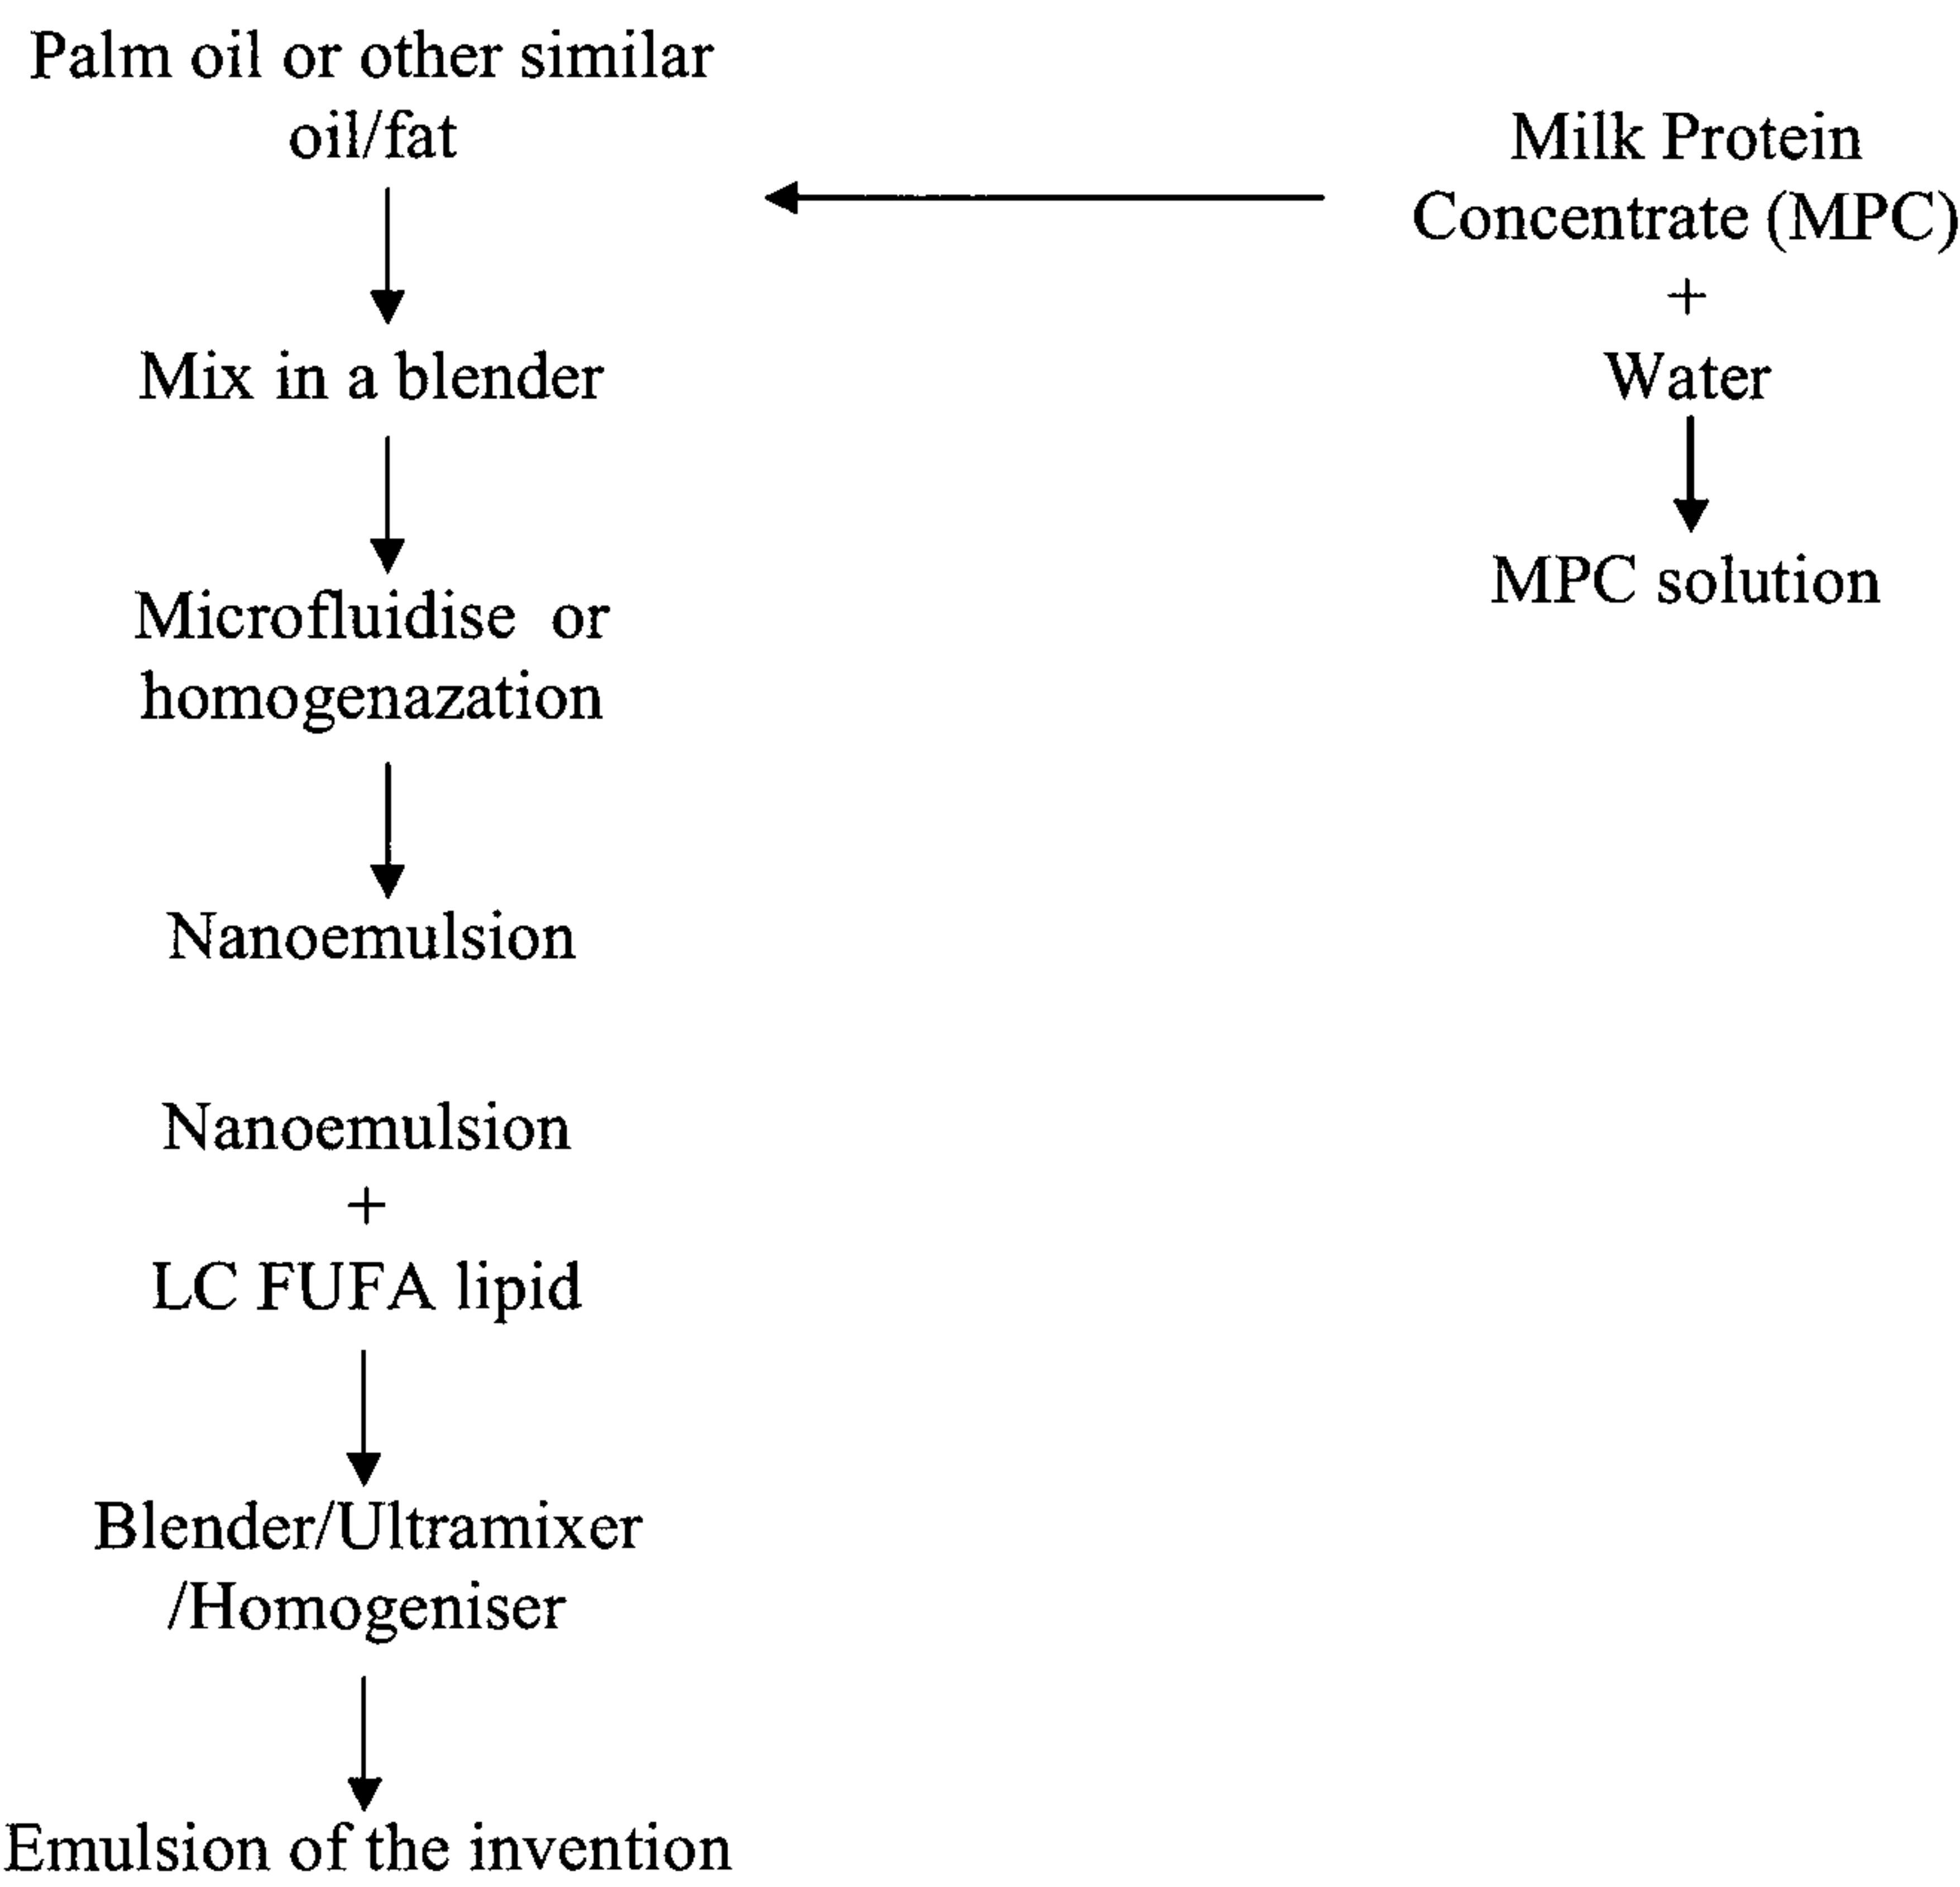 Palm oil or other similar
oil/fat
Mix in a blender
Microfluidise or
homogenazation
Nanoemulsion
Milk Protein
Concentrate (MPC)
+
Water
MPC solution
Nanoemulsion
+
LC FUFA lipid
Blender/Ultramixer
/Homogeniser
Emulsion of the invention